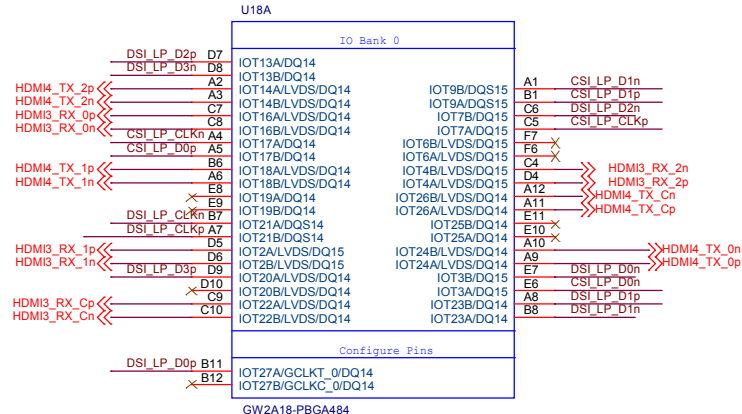 U18A
IO Bank 0
DSI_LP_D2p D7 IOT13A/DQ14
DSI_LP_D3n D8 IOT13B/DQ14
HDMI4_TX_2p A2 IOT14A/LVDS/DQ14 IOT9B/DQS15 A1 CSI_LP_D1n
HDMI4_TX_2n A3 IOT14B/LVDS/DQ14 IOT9A/DQS15 B1 CSI_LP_D1p
HDMI3_RX_0p C7 IOT16A/LVDS/DQ14 IOT7B/DQ15 C6 DSI_LP_D2n
HDMI3_RX_0n C8 IOT16B/LVDS/DQ14 IOT7A/DQ15 C5 CSI_LP_CLKp
CSI_LP_CLKn A4 IOT17A/DQ14 IOT6B/LVDS/DQ15 F7
CSI_LP_D0p A5 IOT17B/DQ14 IOT6A/LVDS/DQ15 F6
HDMI4_TX_1p B6 IOT18A/LVDS/DQ14 IOT4B/LVDS/DQ15 C4 HDMI3_RX_2n
HDMI4_TX_1n A6 IOT18B/LVDS/DQ14 IOT4A/LVDS/DQ15 D4 HDMI3_RX_2p
E8 IOT19A/DQ14 IOT26B/LVDS/DQ14 A12 HDMI4_TX_Cn
E9 IOT19B/DQ14 IOT26A/LVDS/DQ14 A11 HDMI4_TX_Cp
DSI_LP_CLKn B7 IOT21A/DQS14 IOT25B/DQ14 E11
DSI_LP_CLKp A7 IOT21B/DQS14 IOT25A/DQ14 E10
HDMI3_RX_1p D5 IOT2A/LVDS/DQ15 IOT24B/LVDS/DQ14 A10 HDMI4_TX_0n
HDMI3_RX_1n D6 IOT2B/LVDS/DQ15 IOT24A/LVDS/DQ14 A9 HDMI4_TX_0p
DSI_LP_D3p D9 IOT20A/LVDS/DQ14 IOT3B/DQ15 E7 DSI_LP_D0n
D10 IOT20B/LVDS/DQ14 IOT3A/DQ15 E6 CSI_LP_D0n
HDMI3_RX_Cp C9 IOT22A/LVDS/DQ14 IOT23B/DQ14 A8 DSI_LP_D1p
HDMI3_RX_Cn C10 IOT22B/LVDS/DQ14 IOT23A/DQ14 B8 DSI_LP_D1n
Configure Pins
DSI_LP_D0p B11 IOT27A/GCLKT_0/DQ14
B12 IOT27B/GCLKC_0/DQ14
GW2A18-PBGA484